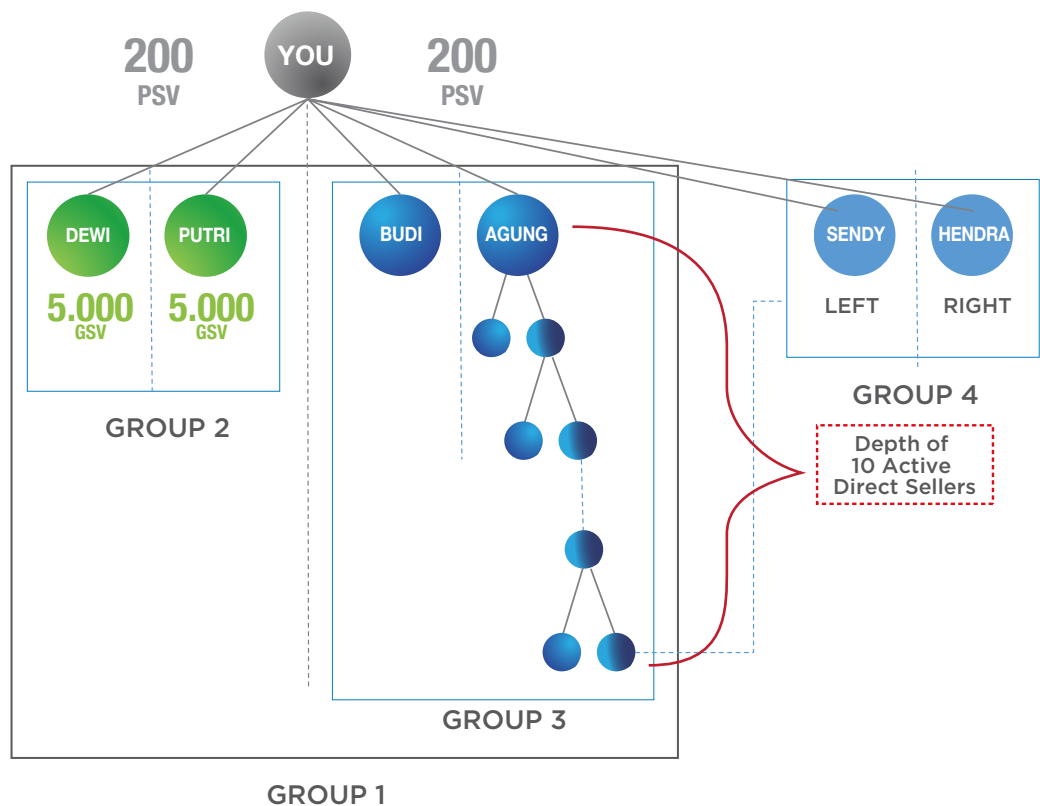 200
PSV
YOU
200
PSV
DEWI
PUTRI
BUDI
AGUNG
SENDY
HENDRA
5.000
GSV
5.000
GSV
LEFT
RIGHT
GROUP 2
GROUP 4
Depth of
10 Active
Direct Sellers
GROUP 3
GROUP 1